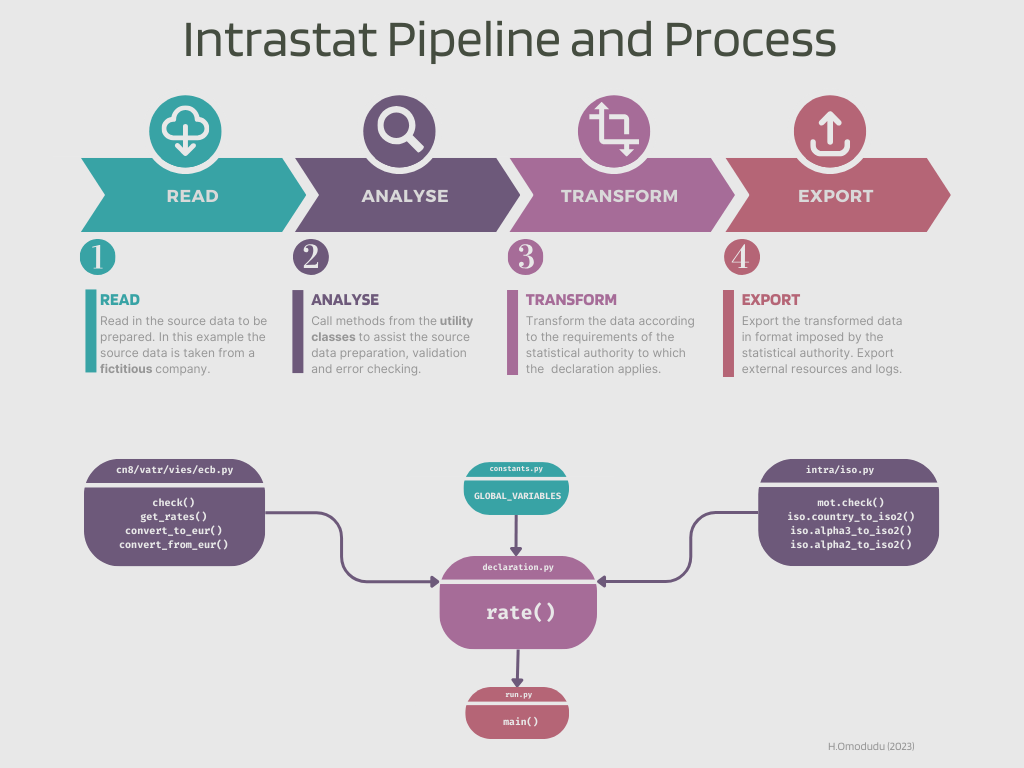 Intrastat Pipeline and Process
READ
ANALYSE
TRANSFORM
EXPORT
1
2
3
4
READ
Read in the source data to be
prepared. In this example the
source data is taken from a
fictitious company.
ANALYSE
Call methods from the utility
classes to assist the source
data preparation, validation
and error checking.
TRANSFORM
Transform the data according
to the requirements of the
statistical authority to which
the  declaration applies.
EXPORT
Export the transformed data
in format imposed by the
statistical authority. Export
external resources and logs.
cn8/vatr/vies/ecb.py
check()
get_rates()
convert_to_eur()
convert_from_eur()
constants.py
GLOBAL_VARIABLES
intra/iso.py
mot.check()
iso.country_to_iso2()
iso.alpha3_to_iso2()
iso.alpha2_to_iso2()
declaration.py
rate()
run.py
main()
H.Omodudu (2023)